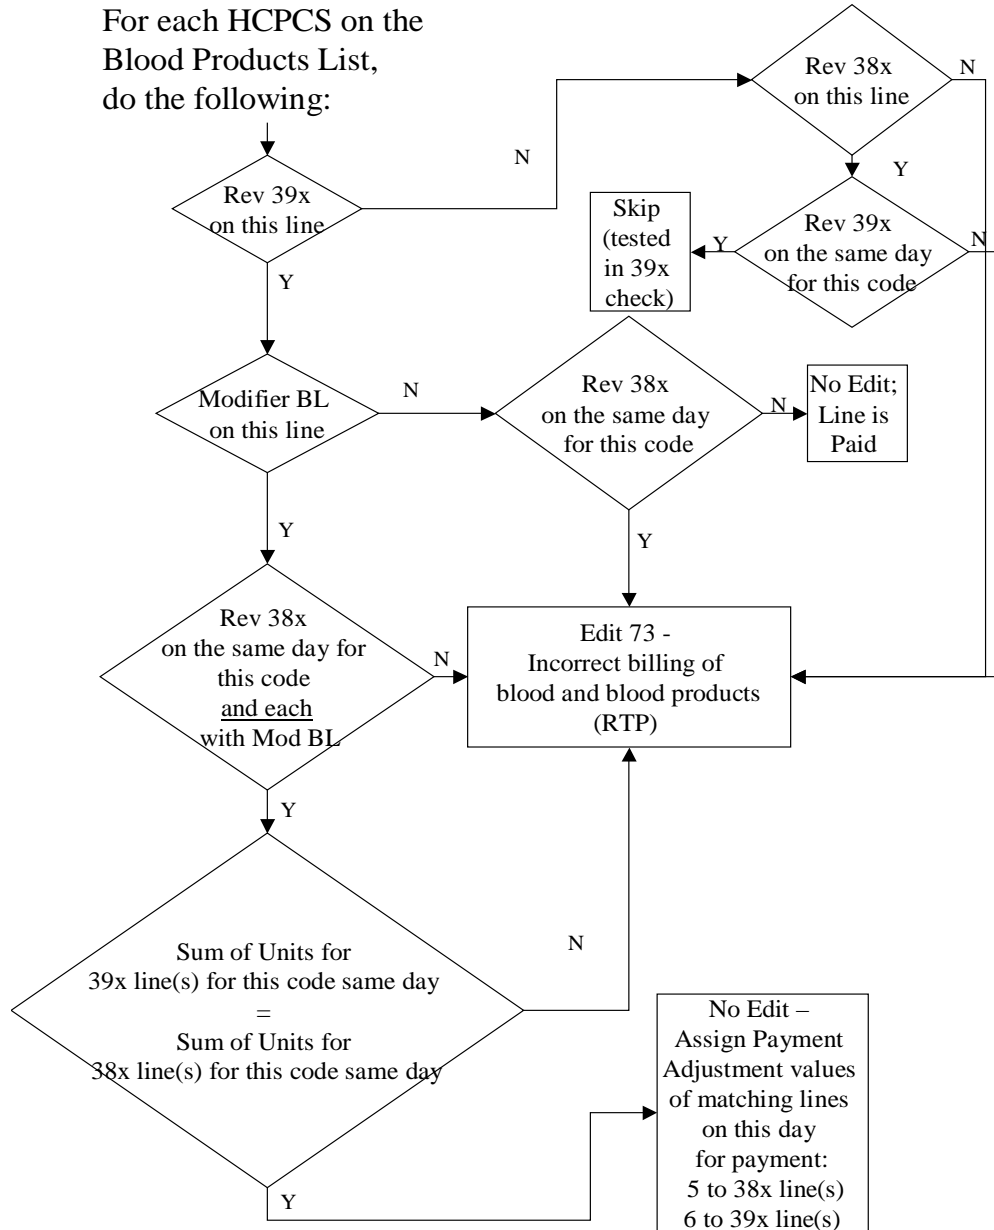 For each HCPCS on the
Blood Products List,
do the following:
Rev 38x
on this line
N
Y
N
Rev 39x
on this line
Y
Skip
(tested
in 39x
check)
Y
Rev 39x
on the same day
for this code
N
Modifier BL
on this line
N
Y
Rev 38x
on the same day
for this code
N
Y
No Edit;
Line is
Paid
Rev 38x
on the same day for
this code
and each
with Mod BL
N
Y
Edit 73 -
Incorrect billing of
blood and blood products
(RTP)
Sum of Units for
39x line(s) for this code same day
=
Sum of Units for
38x line(s) for this code same day
N
Y
No Edit –
Assign Payment
Adjustment values
of matching lines
on this day
for payment:
5 to 38x line(s)
6 to 39x line(s)